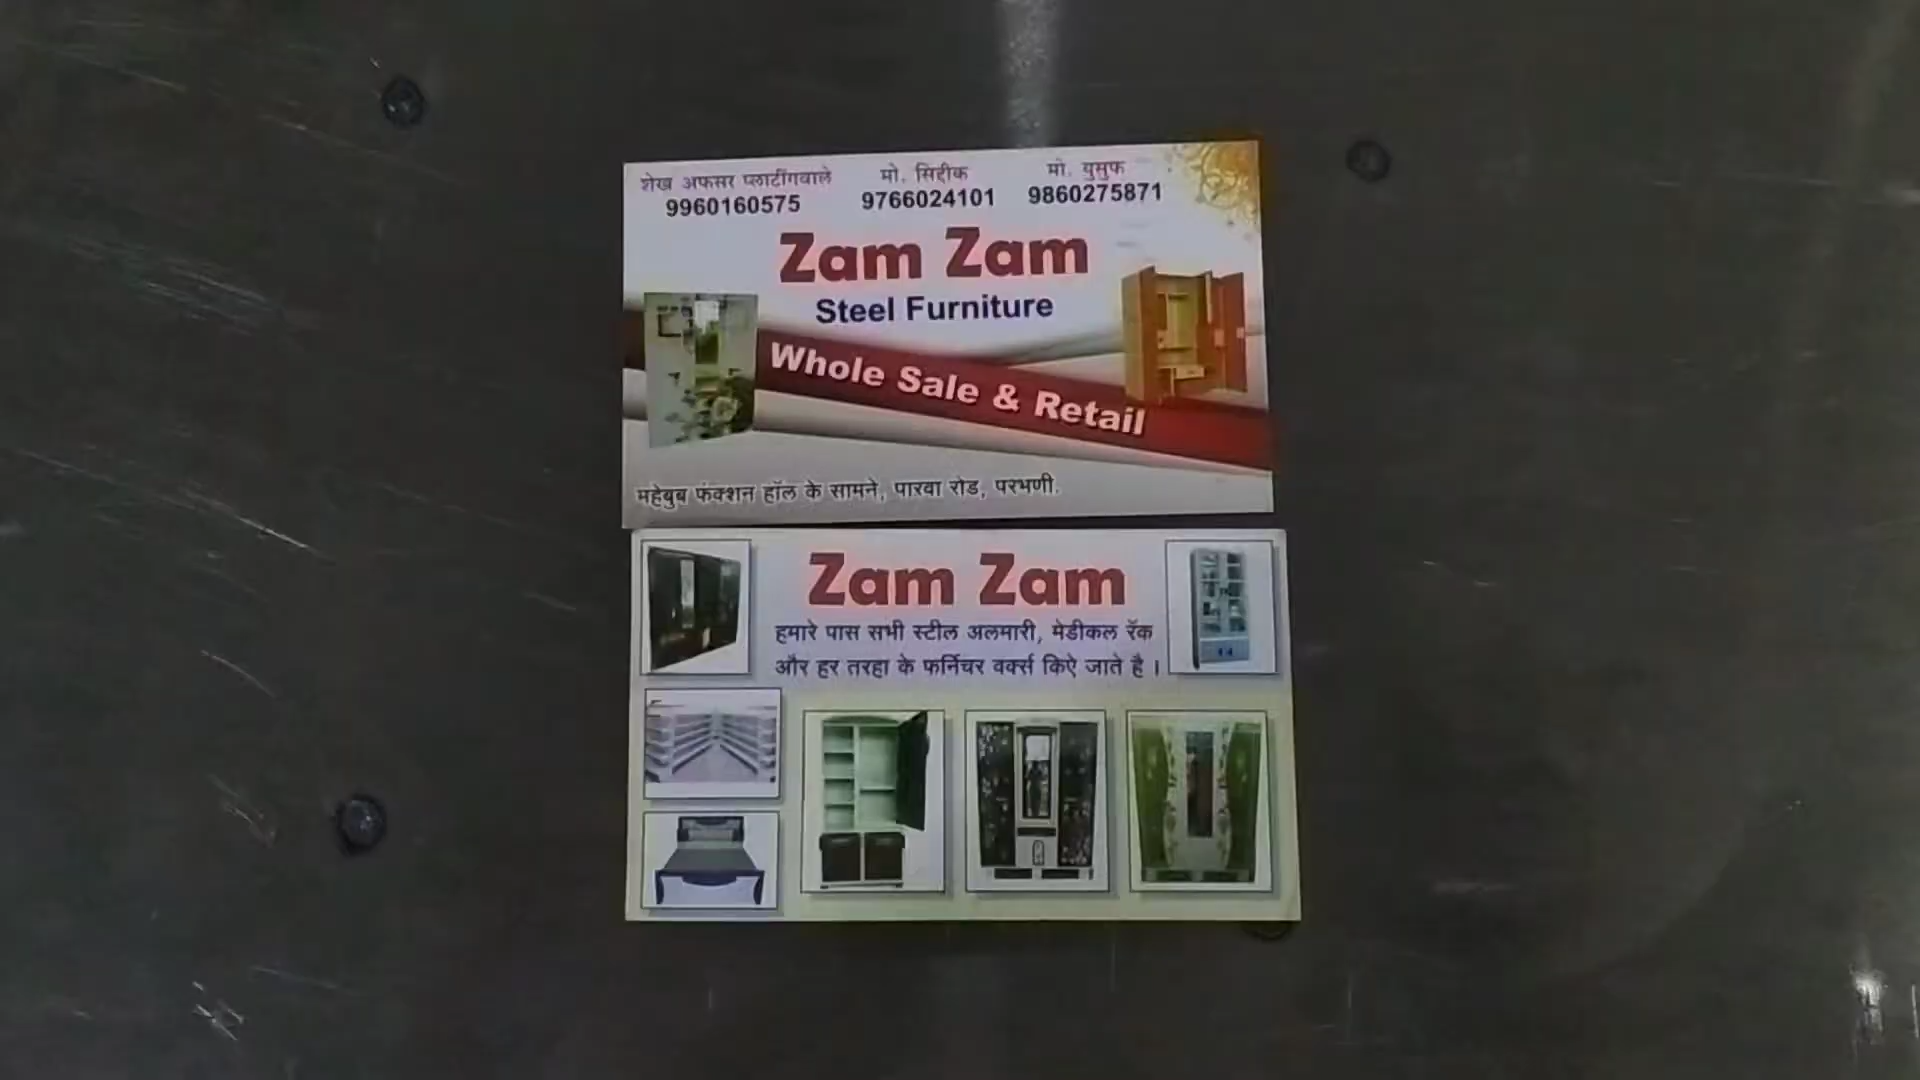 शेख अफसर प्लाटींगवाले मो. सिद्दीक मो. युसुफ
9960160575 9766024101 9860275871
Zam Zam
Steel Furniture
Whole Sale & Retail
महेबुब फंक्शन हॉल के सामने, पारवा रोड, परभणी.
Zam Zam
हमारे पास सभी स्टील अलमारी, मेडीकल रॅक
और हर तरहा के फर्निचर वर्क्स किऐ जाते है ।